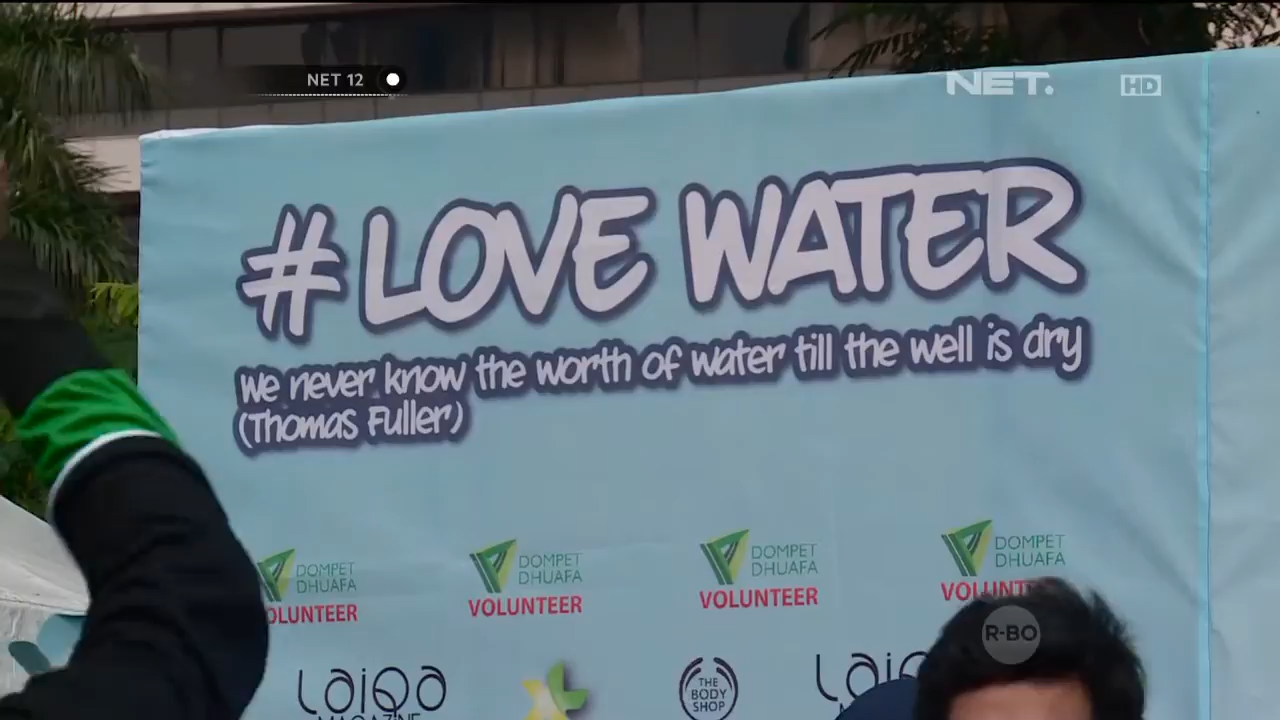 NET 12
NET.
HD
# LOVE WATER
we never know the worth of water till the well is dry
(Thomas Fuller)
DOMPET
DHUAFA
VOLUNTEER
DOMPET
DHUAFA
VOLUNTEER
DOMPET
DHUAFA
VOLUNTEER
DOMPET
DHUAFA
R-BO
LaiQa
MAGAZINE
THE
BODY
SHOP